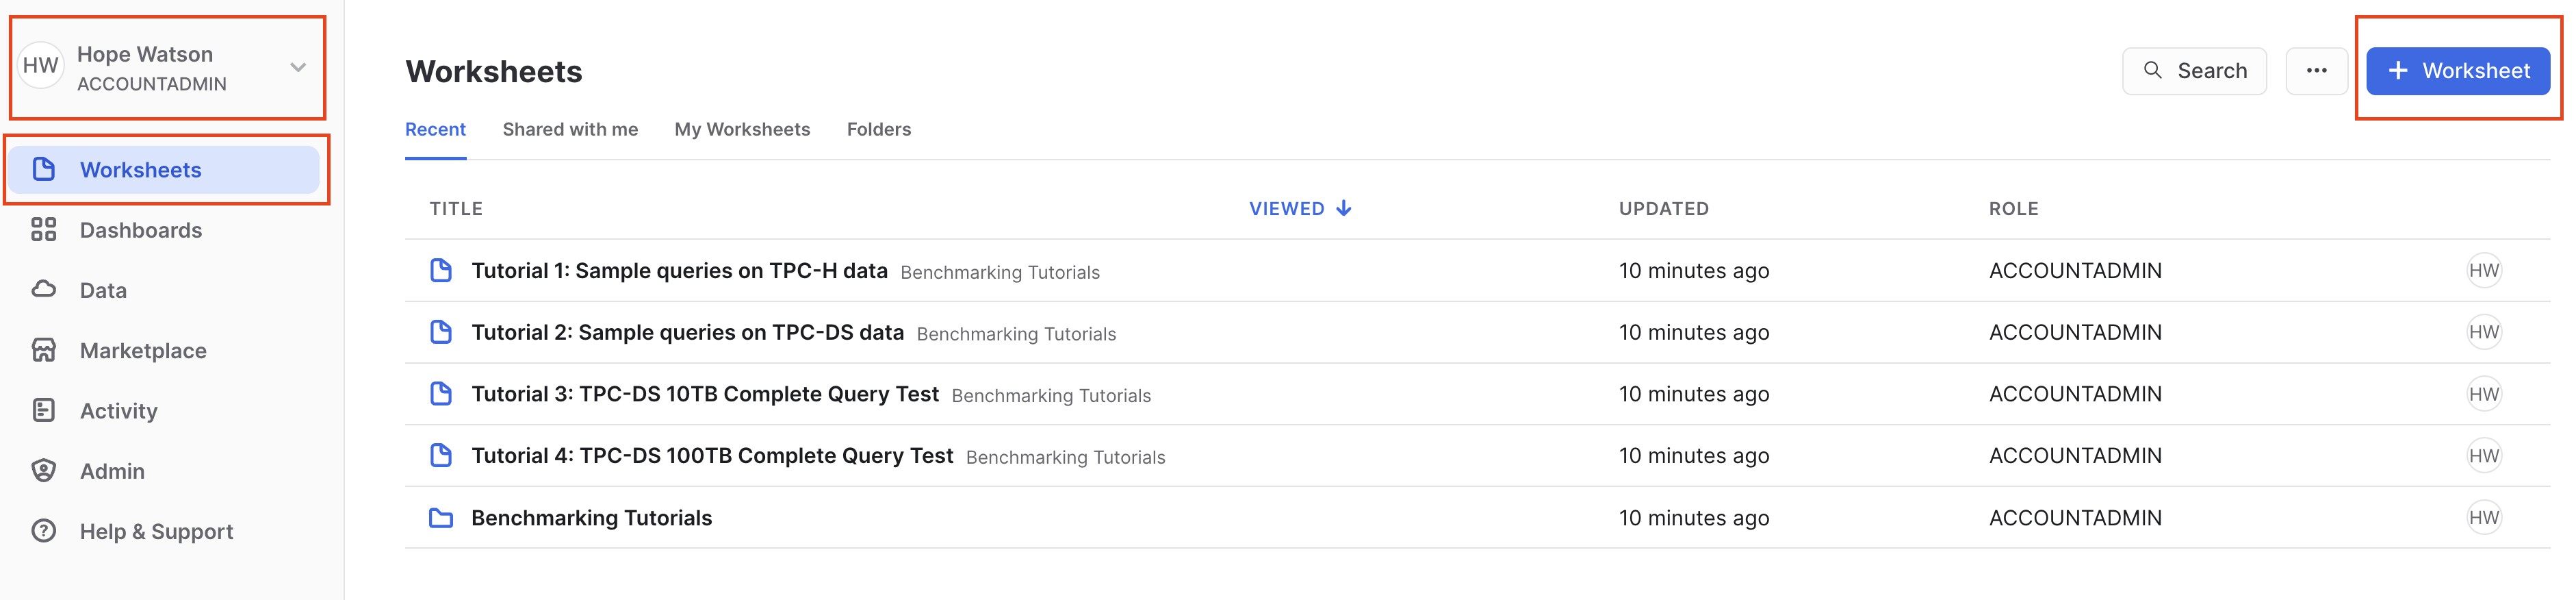 HW
Hope Watson
ACCOUNTADMIN
Worksheets
Dashboards
Data
Marketplace
Activity
Admin
Help & Support
Worksheets
Search
Worksheet
Recent Shared with me My Worksheets Folders
TITLE VIEWED UPDATED ROLE
Tutorial 1: Sample queries on TPC-H data Benchmarking Tutorials 10 minutes ago ACCOUNTADMIN HW
Tutorial 2: Sample queries on TPC-DS data Benchmarking Tutorials 10 minutes ago ACCOUNTADMIN HW
Tutorial 3: TPC-DS 10TB Complete Query Test Benchmarking Tutorials 10 minutes ago ACCOUNTADMIN HW
Tutorial 4: TPC-DS 100TB Complete Query Test Benchmarking Tutorials 10 minutes ago ACCOUNTADMIN HW
Benchmarking Tutorials 10 minutes ago ACCOUNTADMIN HW